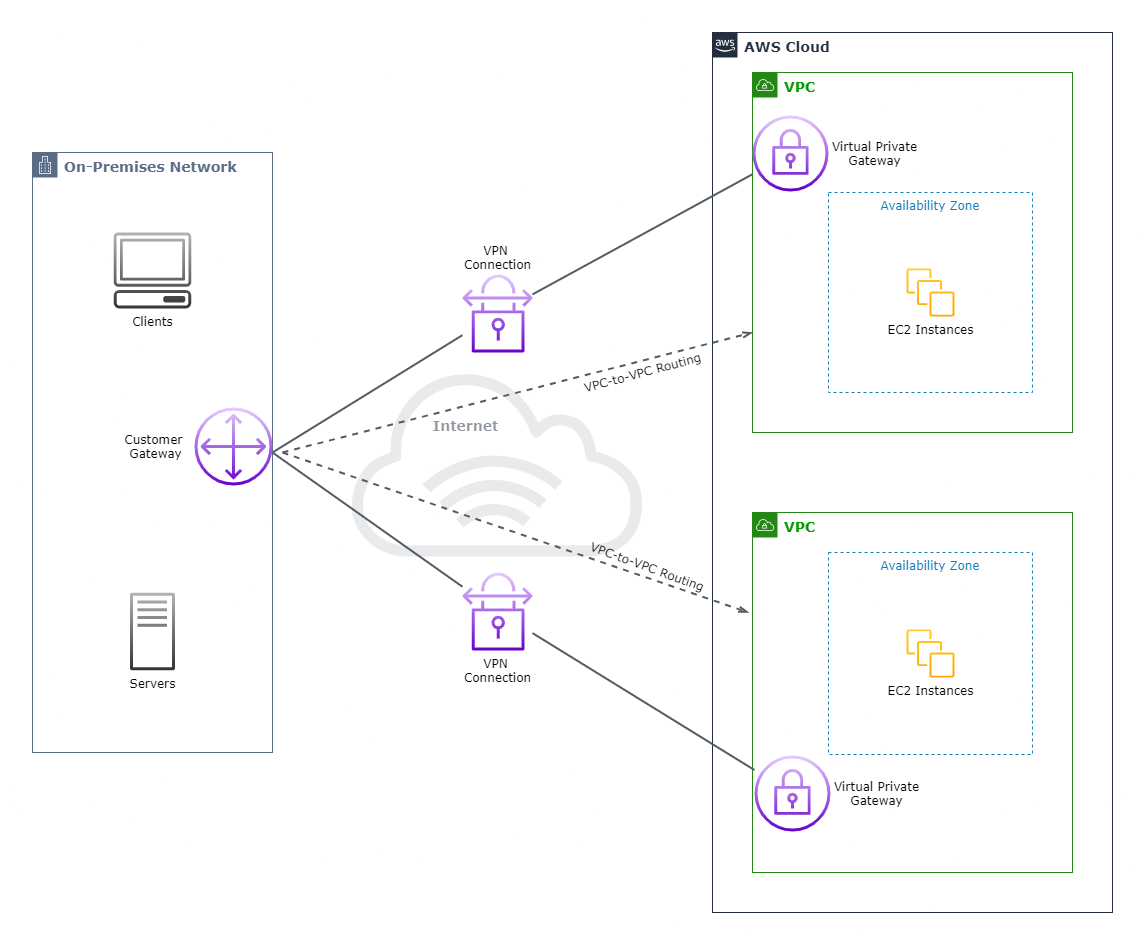 aws
AWS Cloud
VPC
Virtual Private
Gateway
Availability Zone
EC2 Instances
On-Premises Network
Clients
Customer
Gateway
Servers
VPN
Connection
VPC-to-VPC Routing
Internet
VPC-to-VPC Routing
VPN
Connection
VPC
Availability Zone
EC2 Instances
Virtual Private
Gateway